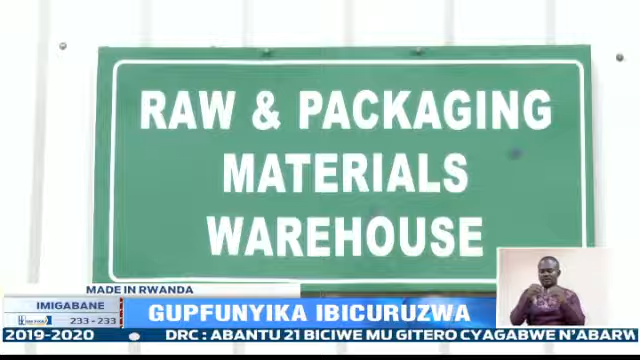 RAW & PACKAGING
MATERIALS
WAREHOUSE
MADE IN RWANDA
IMIGABANE
233 - 233
GUPFUNYIKA IBICURUZWA
2019-2020
DRC : ABANTU 21 BICIWE MU GITERO CYAGABWE N'ABARW